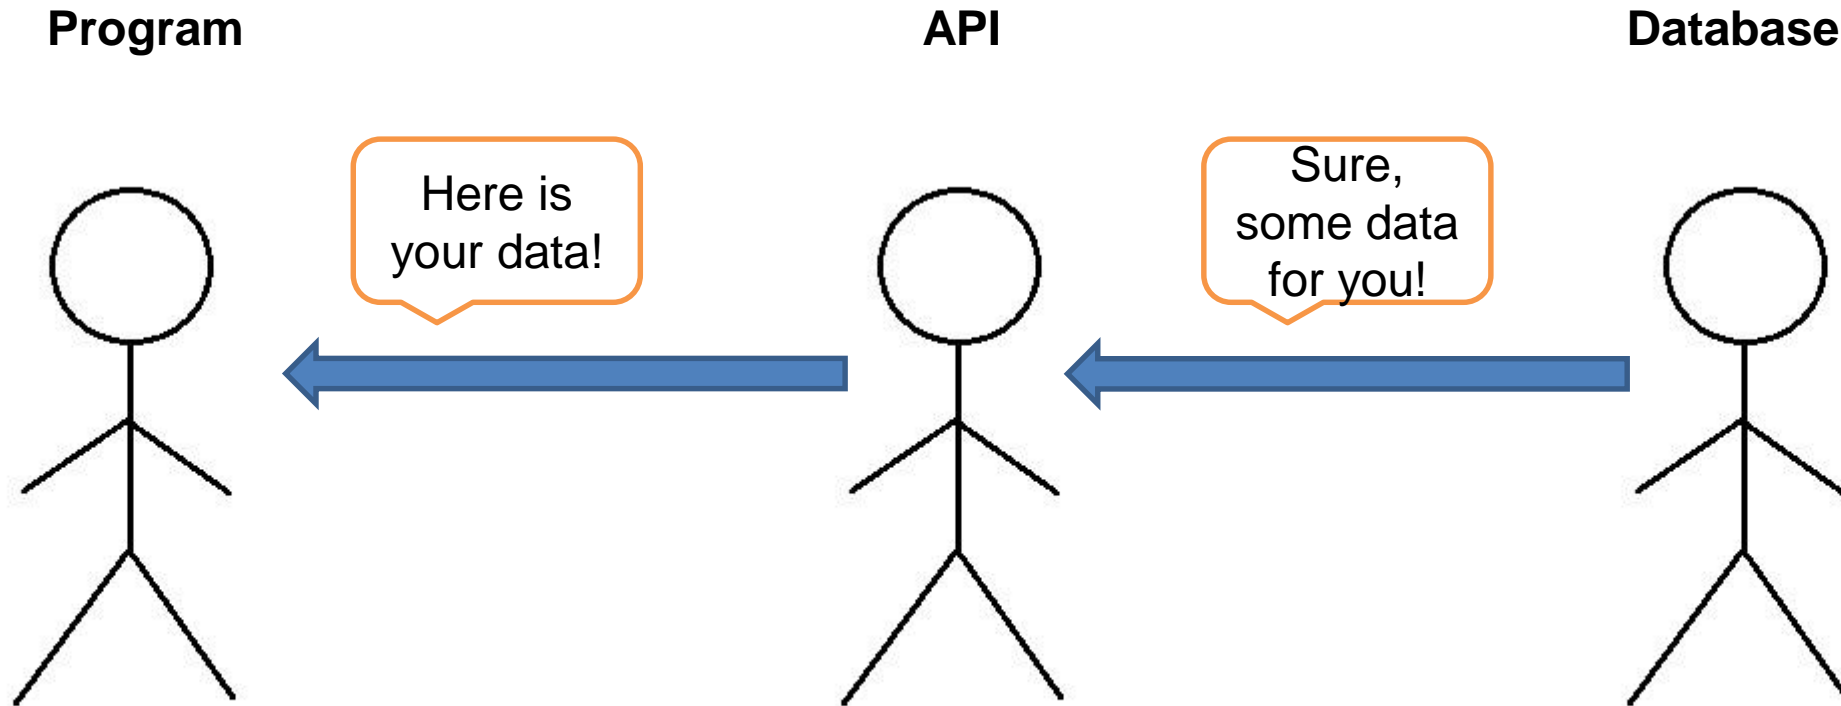 Program
API
Database
Here is
your data!
Sure,
some data
for you!